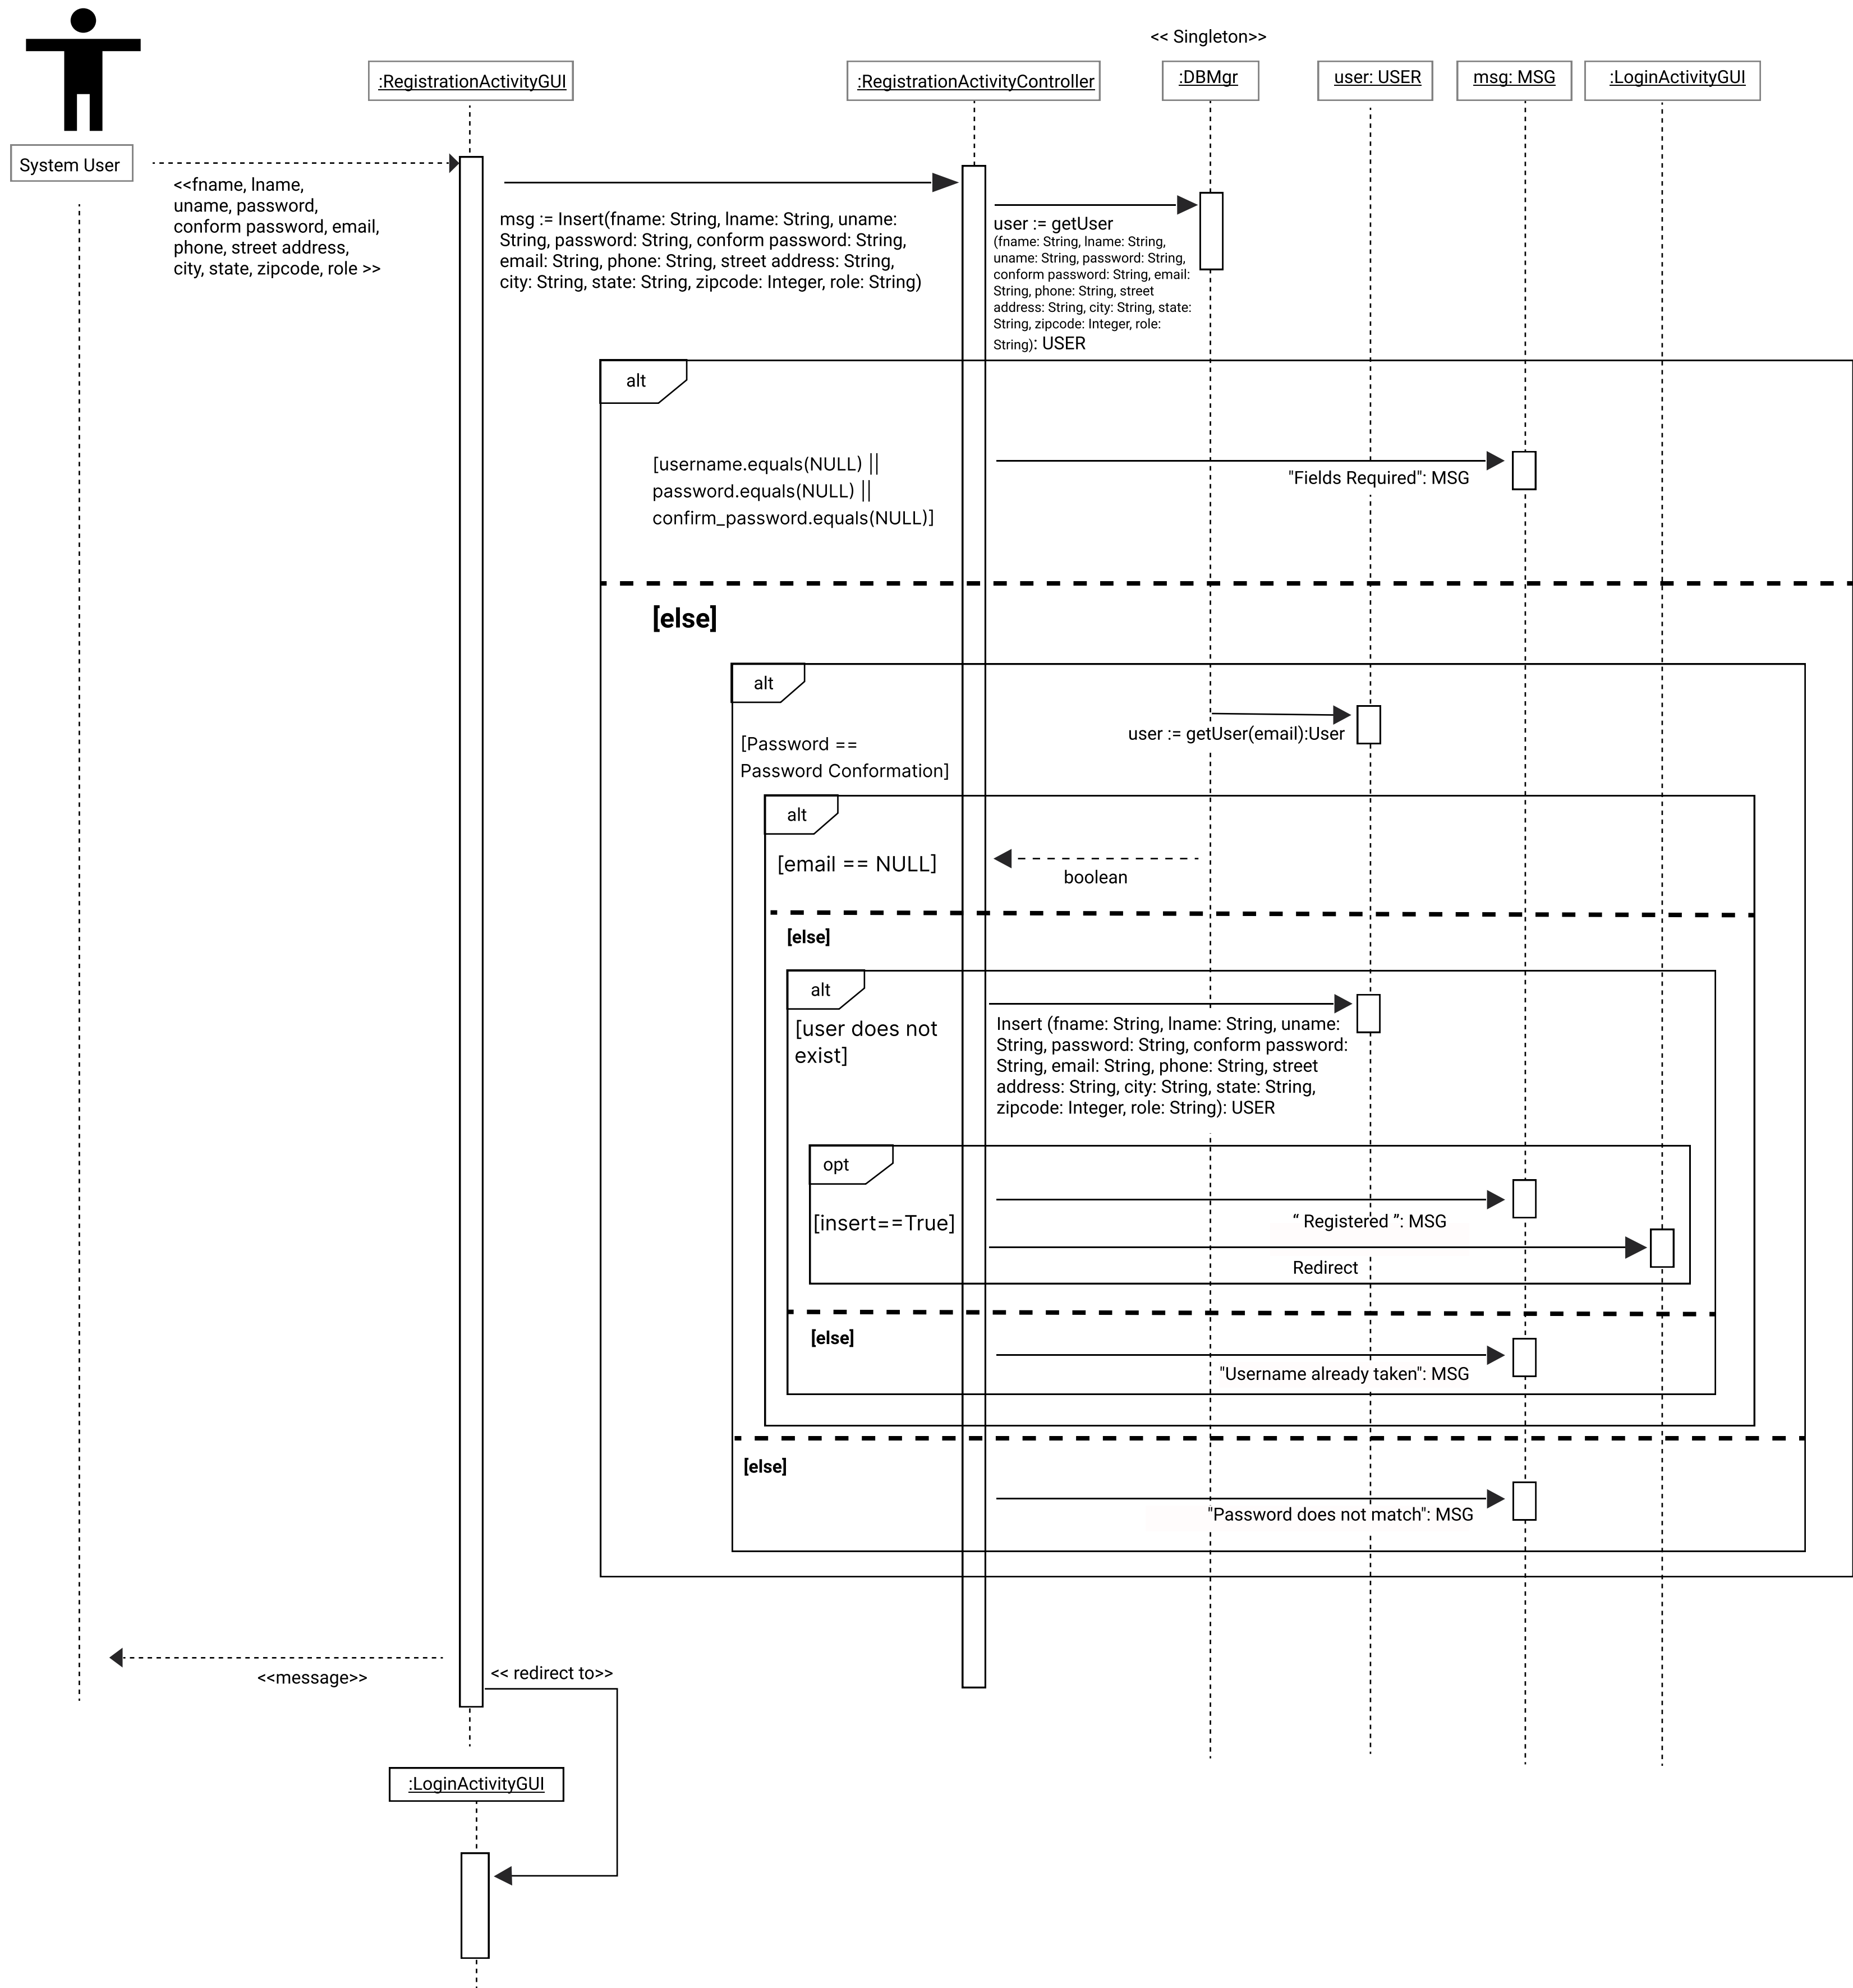 << Singleton>>
:RegistrationActivityGUI
:RegistrationActivityController
:DBMgr
user: USER
msg: MSG
:LoginActivityGUI
System User
<<fname, lname,
uname, password,
conform password, email,
phone, street address,
city, state, zipcode, role >>
msg := Insert(fname: String, lname: String, uname:
String, password: String, conform password: String,
email: String, phone: String, street address: String,
city: String, state: String, zipcode: Integer, role: String)
user := getUser
(fname: String, lname: String,
uname: String, password: String,
conform password: String, email:
String, phone: String, street
address: String, city: String, state:
String, zipcode: Integer, role:
String): USER
alt
[username.equals(NULL) ||
password.equals(NULL) ||
confirm_password.equals(NULL)]
"Fields Required": MSG
[else]
alt
[Password ==
Password Conformation]
user := getUser(email):User
alt
[email == NULL]
boolean
[else]
alt
[user does not
exist]
Insert (fname: String, lname: String, uname:
String, password: String, conform password:
String, email: String, phone: String, street
address: String, city: String, state: String,
zipcode: Integer, role: String): USER
opt
[insert==True]
“ Registered ”: MSG
Redirect
[else]
"Username already taken": MSG
[else]
"Password does not match": MSG
<<message>>
<< redirect to>>
:LoginActivityGUI